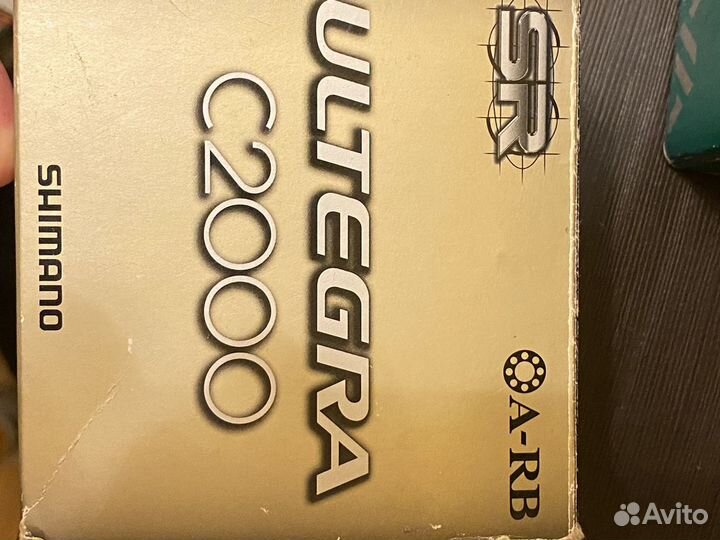 SR
A-RB
ULTEGRA
C2000
SHIMANO
Avito